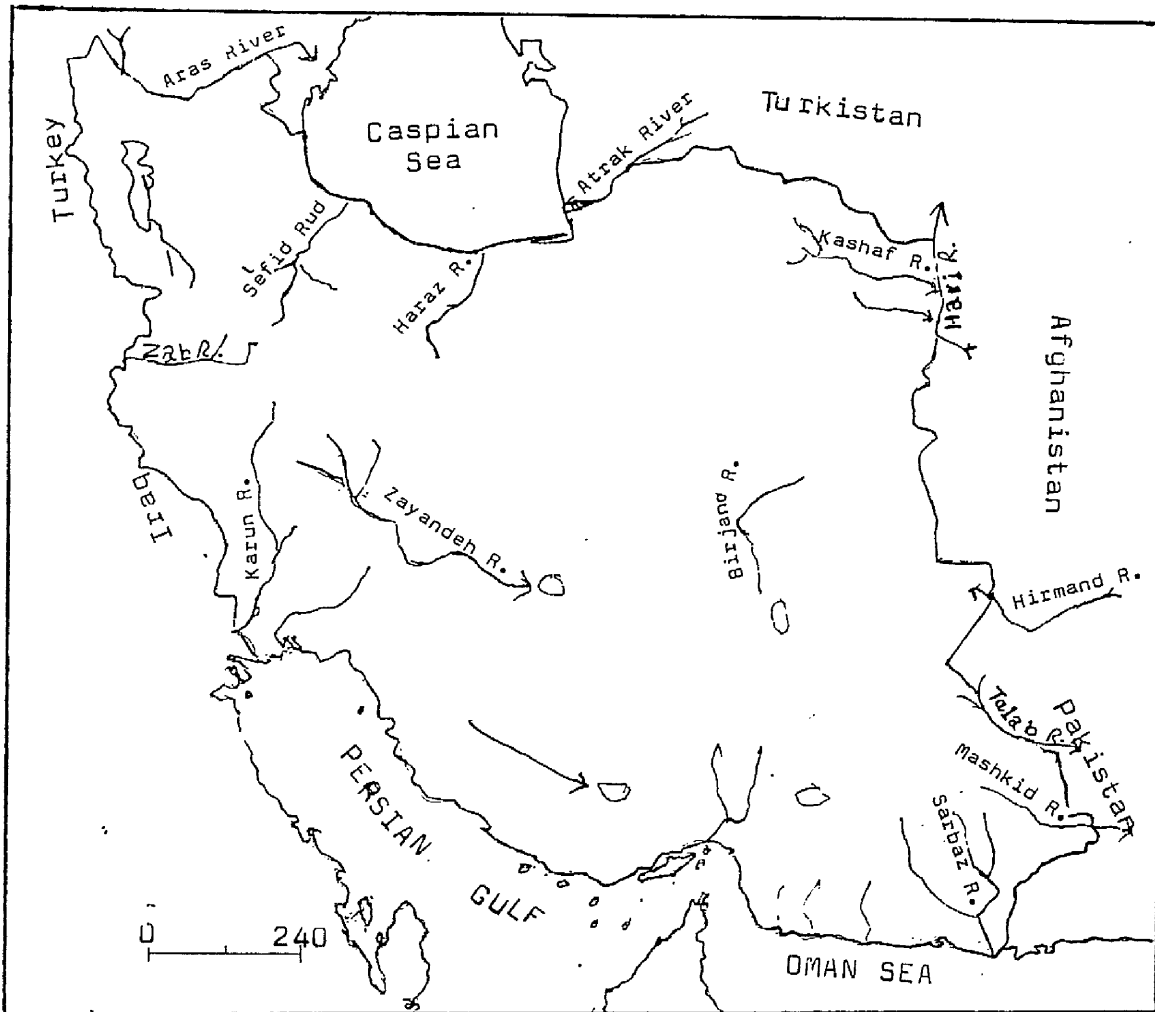 Aras River
Turkey
Caspian
Sea
Turkistan
Atrak River
Sefid Rud
Haraz R.
Kashaf R.
Hari R.
Zab R.
Afghanistan
Iraq
Karun R.
Zayandeh R.
Birjand R.
Hirmand R.
Talab R.
Pakistan
Mashkid R.
Sarbaz R.
PERSIAN
GULF
0 240
OMAN SEA